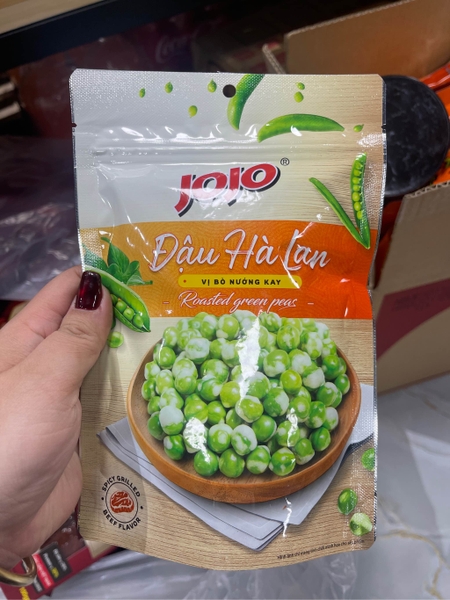 JOJO®
Đậu Hà Lan
VỊ BÒ NƯỚNG KAY
- Roasted green peas -
SPICY GRILLED
BEEF FLAVOR